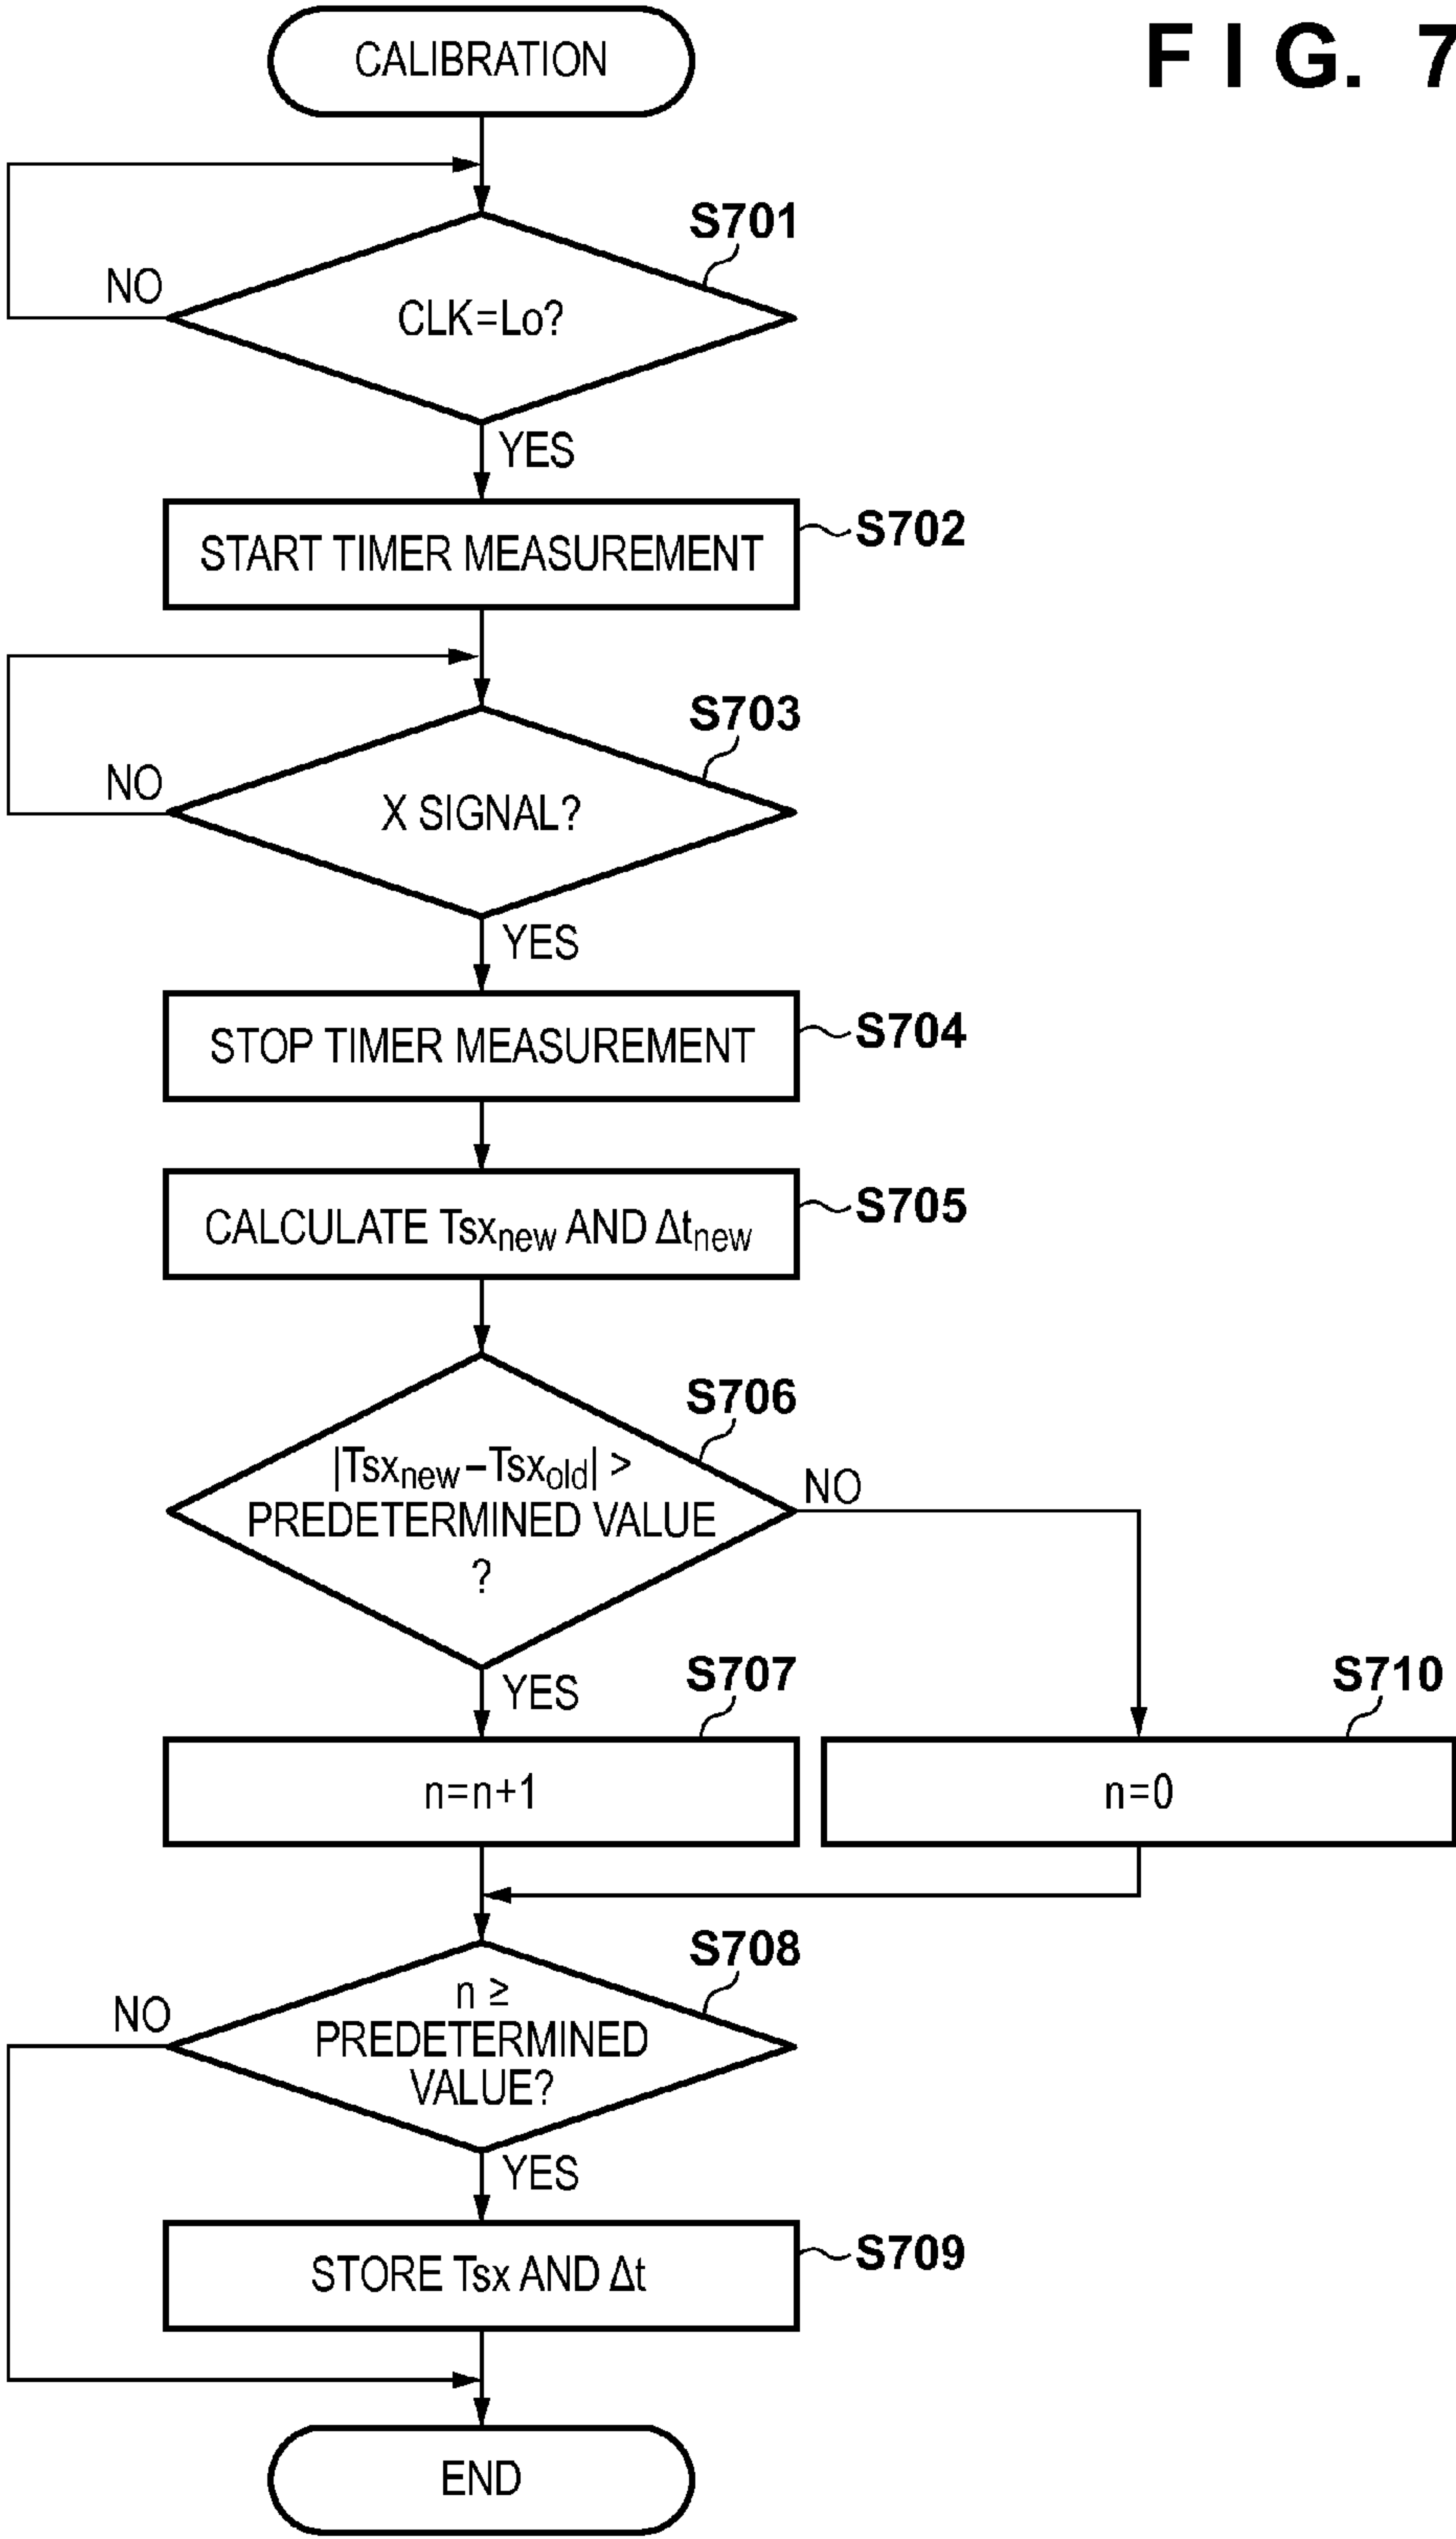 FIG. 7
CALIBRATION
S701
NO
CLK=Lo?
YES
S702
START TIMER MEASUREMENT
S703
NO
X SIGNAL?
YES
S704
STOP TIMER MEASUREMENT
S705
CALCULATE Tsxnew AND Δtnew
S706
|Tsxnew−Tsxold| >
PREDETERMINED VALUE
?
NO
YES
S707
n=n+1
S710
n=0
S708
NO
n ≥
PREDETERMINED
VALUE?
YES
S709
STORE Tsx AND Δt
END